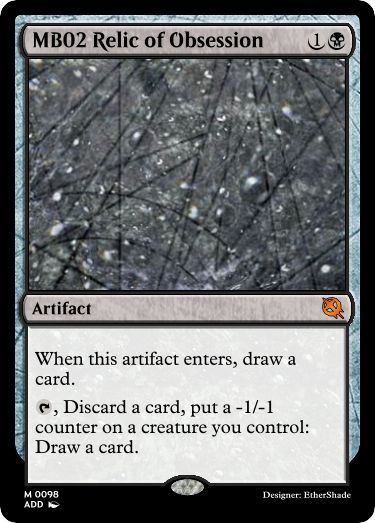 MB02 Relic of Obsession 1
Artifact
When this artifact enters, draw a
card.
, Discard a card, put a -1/-1
counter on a creature you control:
Draw a card.
M 0098
ADD
Designer: EtherShade